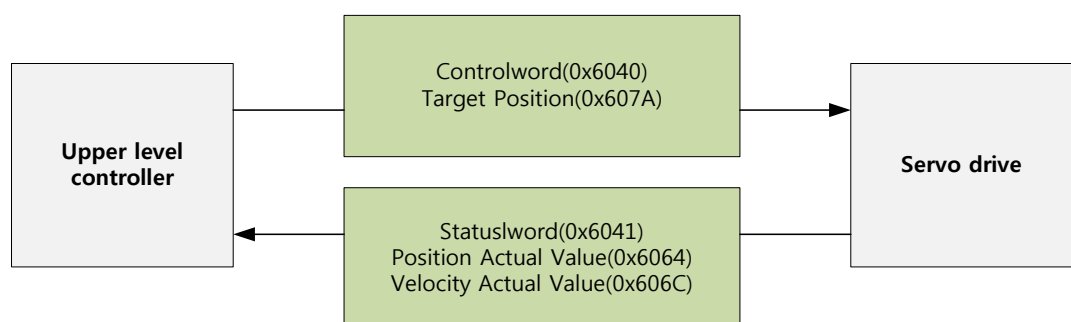 Upper level
controller
Controlword(0x6040)
Target Position(0x607A)
Statuslword(0x6041)
Position Actual Value(0x6064)
Velocity Actual Value(0x606C)
Servo drive